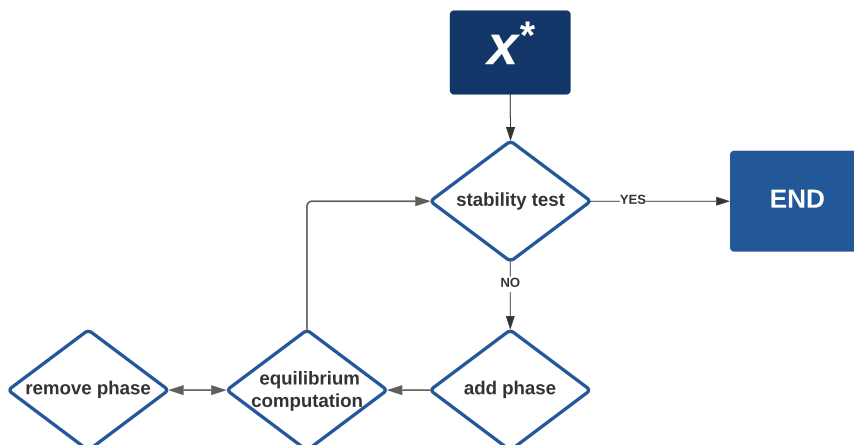 x*
stability test
YES
END
NO
remove phase
equilibrium
computation
add phase